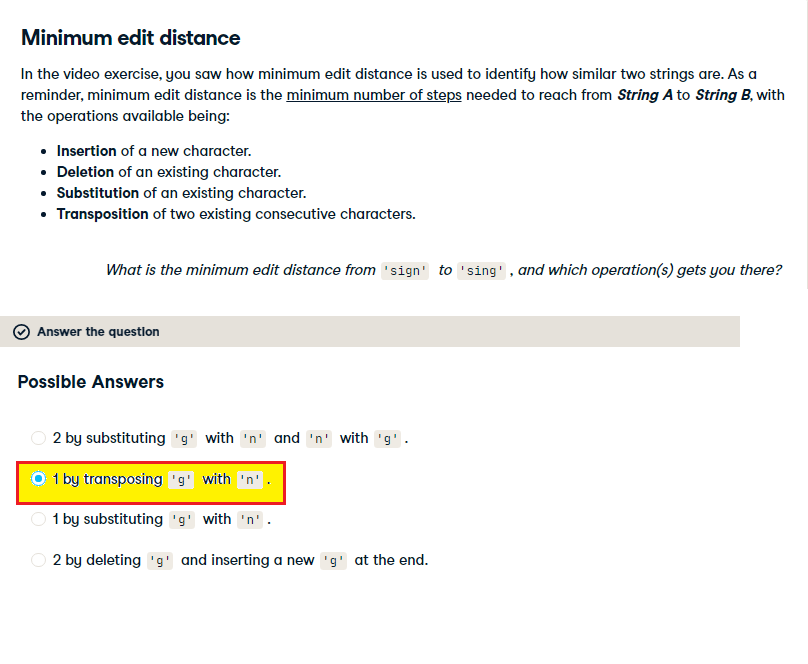 Minimum edit distance
In the video exercise, you saw how minimum edit distance is used to identify how similar two strings are. As a
reminder, minimum edit distance is the minimum number of steps needed to reach from String A to String B, with
the operations available being:
• Insertion of a new character.
• Deletion of an existing character.
• Substitution of an existing character.
• Transposition of two existing consecutive characters.
What is the minimum edit distance from 'sign' to 'sing' , and which operation(s) gets you there?
Answer the question
Possible Answers
2 by substituting 'g' with 'n' and 'n' with 'g' .
1 by transposing 'g' with 'n' .
1 by substituting 'g' with 'n' .
2 by deleting 'g' and inserting a new 'g' at the end.